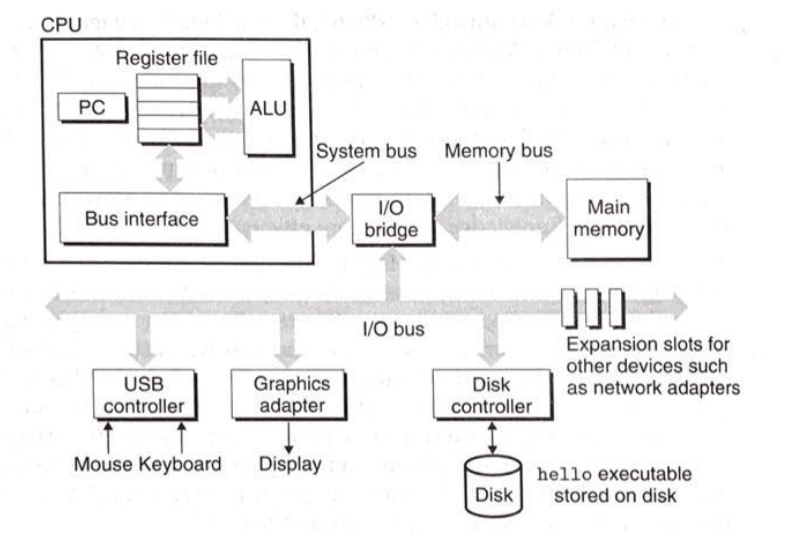 CPU
Register file
PC
ALU
System bus
Memory bus
Bus interface
I/O
bridge
Main
memory
I/O bus
Expansion slots for
other devices such
as network adapters
USB
controller
Graphics
adapter
Disk
controller
Mouse Keyboard
Display
Disk
hello executable
stored on disk